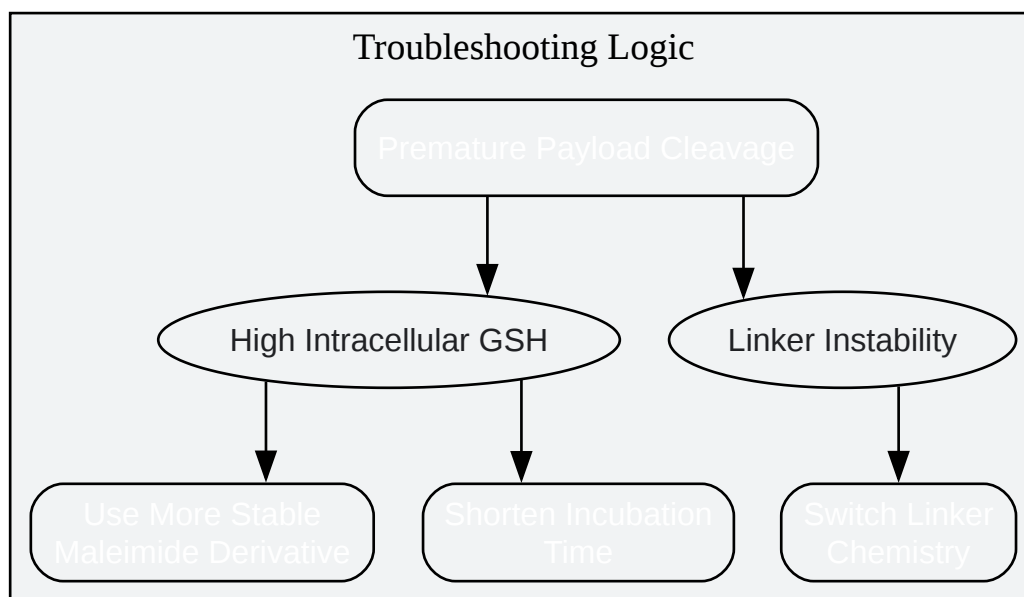 Troubleshooting Logic
Premature Payload Cleavage
High Intracellular GSH
Linker Instability
Use More Stable
Maleimide Derivative
Shorten Incubation
Time
Switch Linker
Chemistry